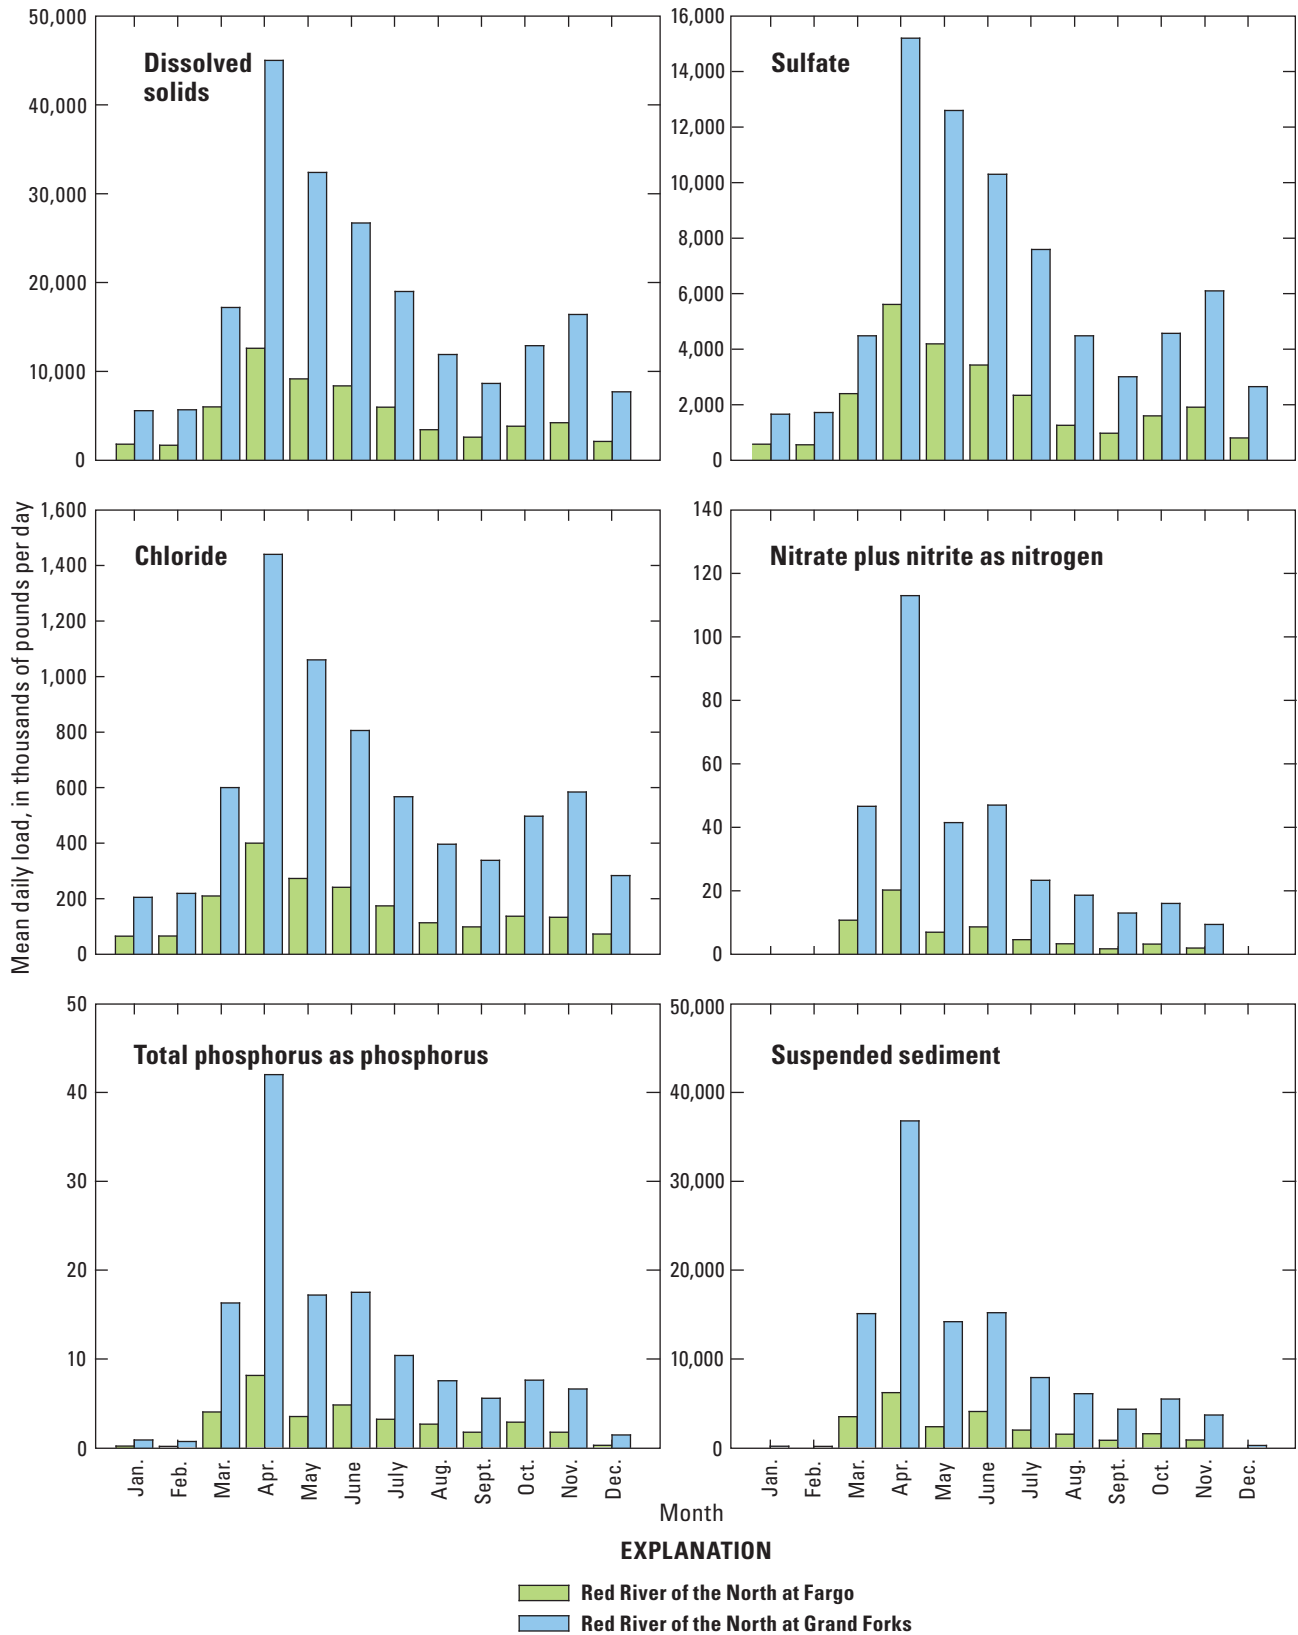 50,000
40,000
30,000
20,000
10,000
0
Dissolved
solids
16,000
14,000
12,000
10,000
8,000
6,000
4,000
2,000
0
Sulfate
Mean daily load, in thousands of pounds per day
1,600
1,400
1,200
1,000
800
600
400
200
0
Chloride
140
120
100
80
60
40
20
0
Nitrate plus nitrite as nitrogen
50
40
30
20
10
0
Total phosphorus as phosphorus
Jan.
Feb.
Mar.
Apr.
May
June
July
Aug.
Sept.
Oct.
Nov.
Dec.
50,000
40,000
30,000
20,000
10,000
0
Suspended sediment
Jan.
Feb.
Mar.
Apr.
May
June
July
Aug.
Sept.
Oct.
Nov.
Dec.
Month
EXPLANATION
Red River of the North at Fargo
Red River of the North at Grand Forks